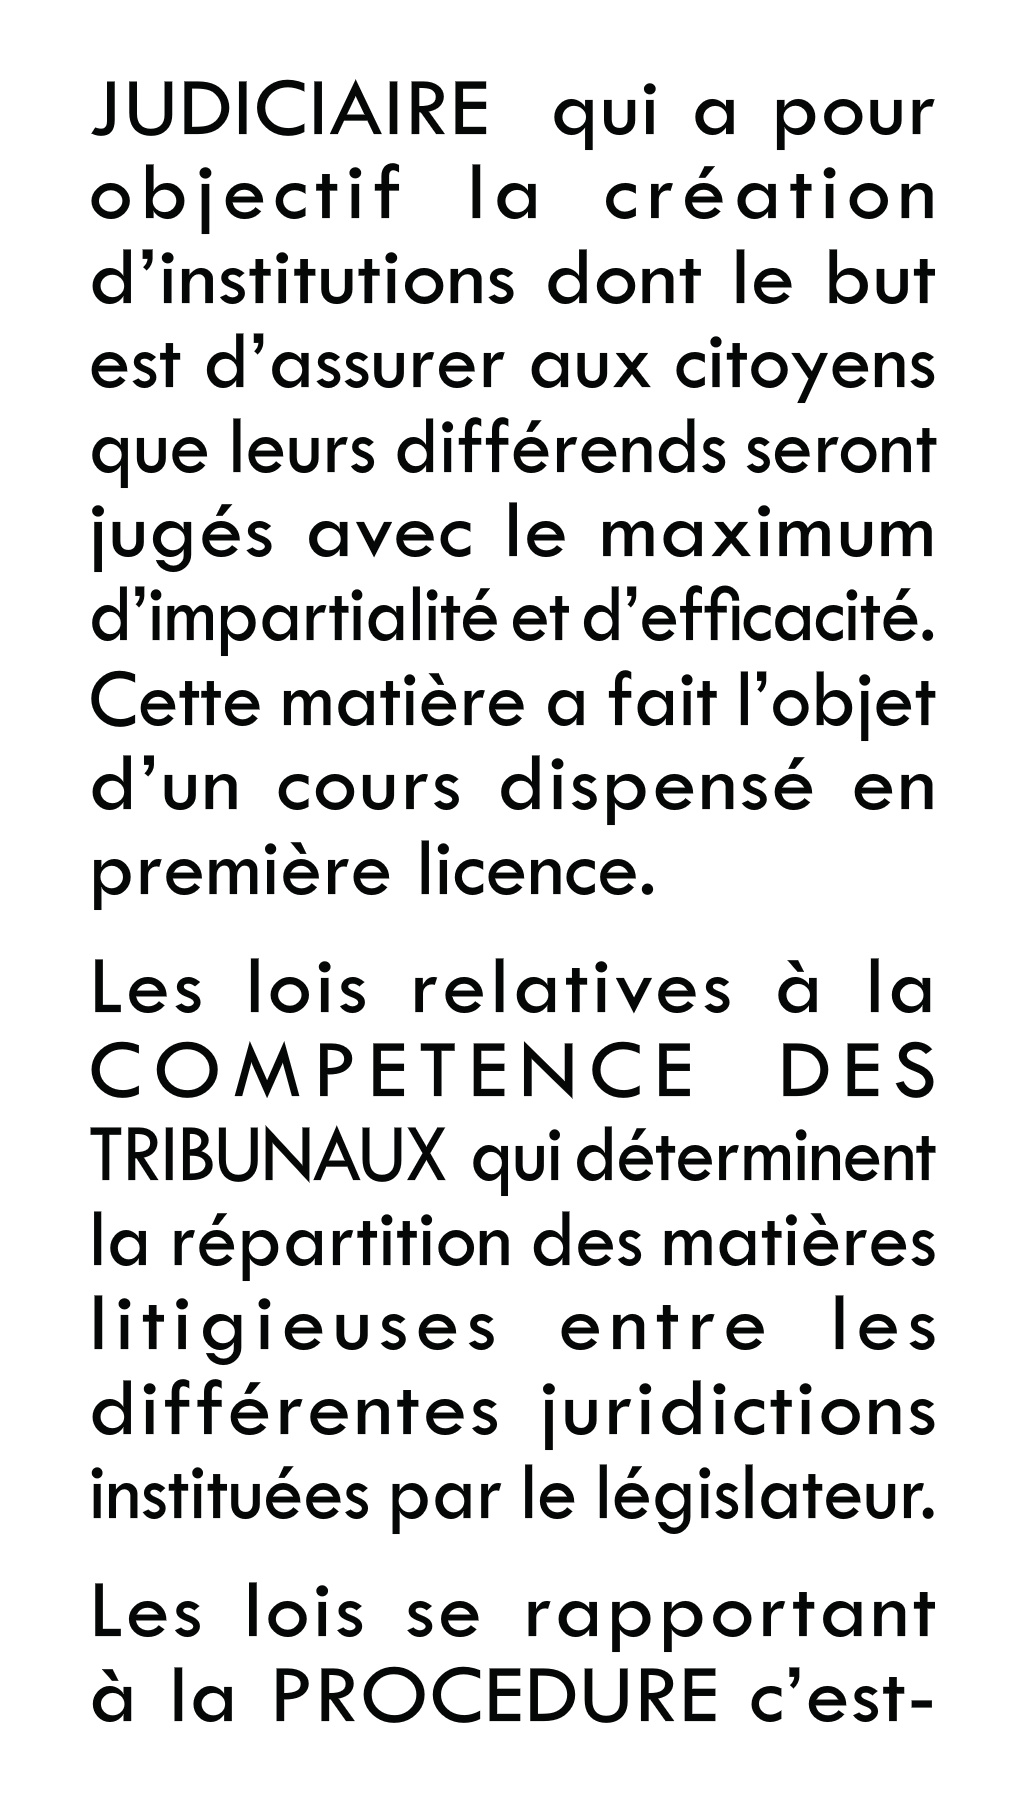 JUDICIAIRE qui a pour
objectif la création
d’institutions dont le but
est d’assurer aux citoyens
que leurs différends seront
jugés avec le maximum
d’impartialité et d’efficacité.
Cette matière a fait l’objet
d’un cours dispensé en
première licence.
Les lois relatives à la
COMPETENCE DES
TRIBUNAUX qui déterminent
la répartition des matières
litigieuses entre les
différentes juridictions
instituées par le législateur.
Les lois se rapportant
à la PROCEDURE c’est-